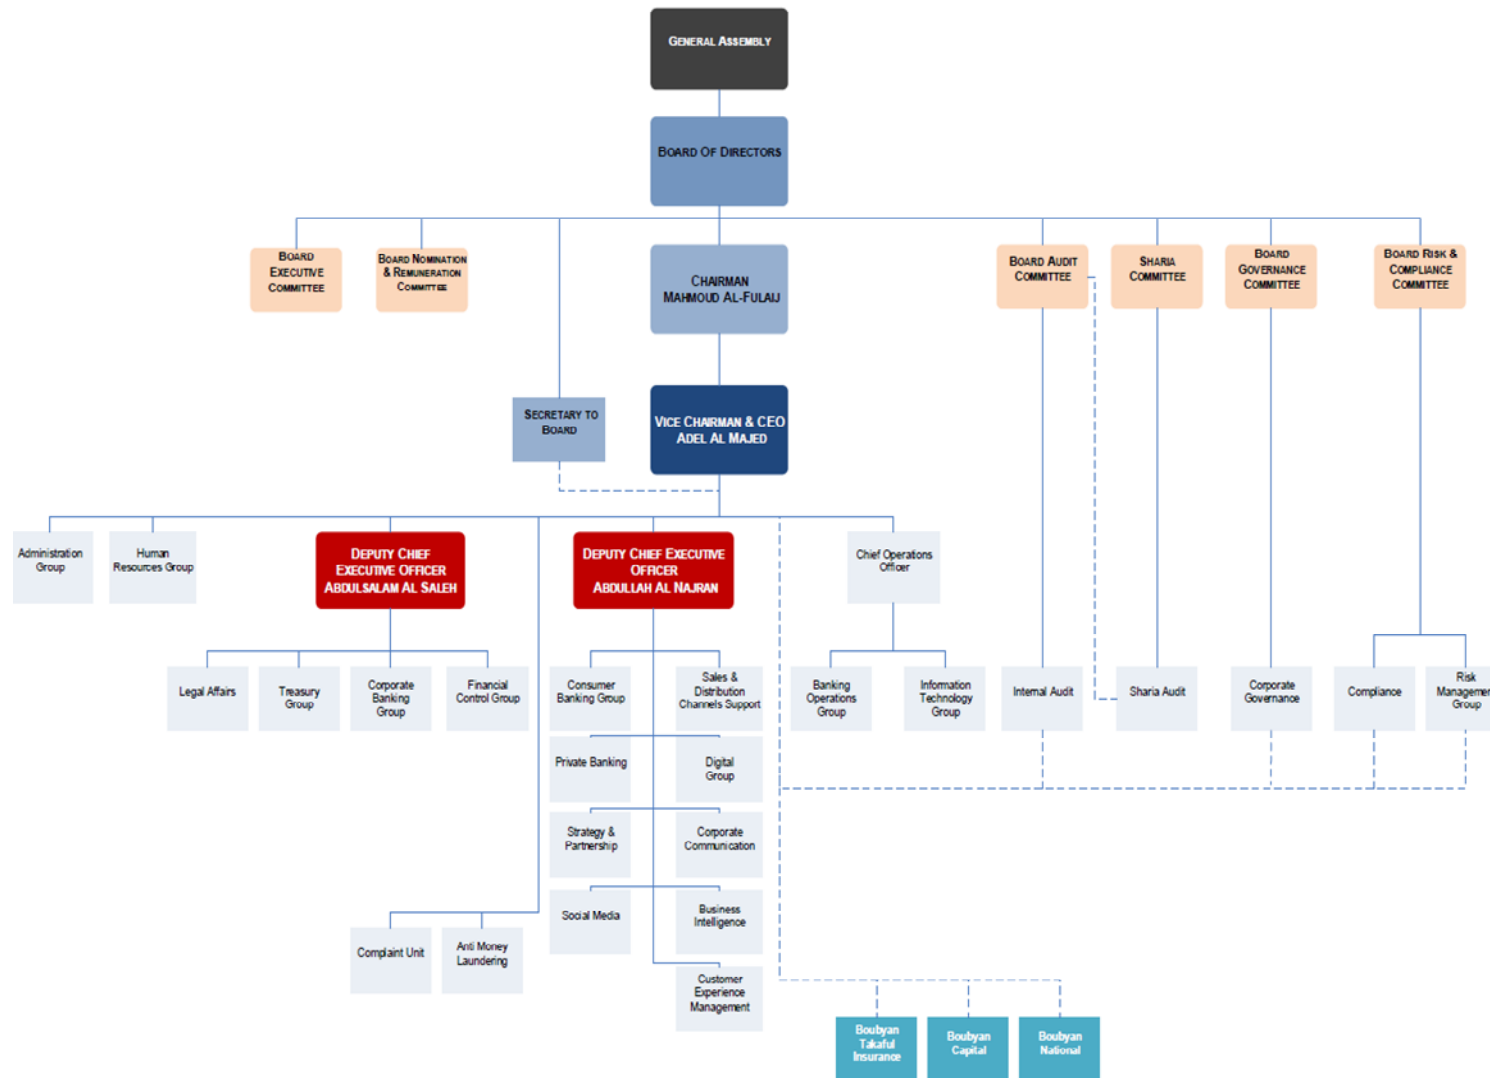 GENERAL ASSEMBLY
BOARD OF DIRECTORS
BOARD
EXECUTIVE
COMMITTEE
BOARD NOMINATION
& REMUNERATION
COMMITTEE
CHAIRMAN
MAHMOUD AL-FULAIJ
BOARD AUDIT
COMMITTEE
SHARIA
COMMITTEE
BOARD
GOVERNANCE
COMMITTEE
BOARD RISK &
COMPLIANCE
COMMITTEE
SECRETARY TO
BOARD
VICE CHAIRMAN & CEO
ADEL AL MAJED
Administration
Group
Human
Resources Group
DEPUTY CHIEF
EXECUTIVE OFFICER
ABDULSALAM AL SALEH
DEPUTY CHIEF EXECUTIVE
OFFICER
ABDULLAH AL NAJRAN
Chief Operations
Officer
Legal Affairs
Treasury
Group
Corporate
Banking
Group
Financial
Control Group
Consumer
Banking Group
Sales &
Distribution
Channels Support
Banking
Operations
Group
Information
Technology
Group
Internal Audit
Sharia Audit
Corporate
Governance
Compliance
Risk
Management
Group
Private Banking
Digital
Group
Strategy &
Partnership
Corporate
Communication
Social Media
Business
Intelligence
Complaint Unit
Anti Money
Laundering
Customer
Experience
Management
Boubyan
Takaful
Insurance
Boubyan
Capital
Boubyan
National